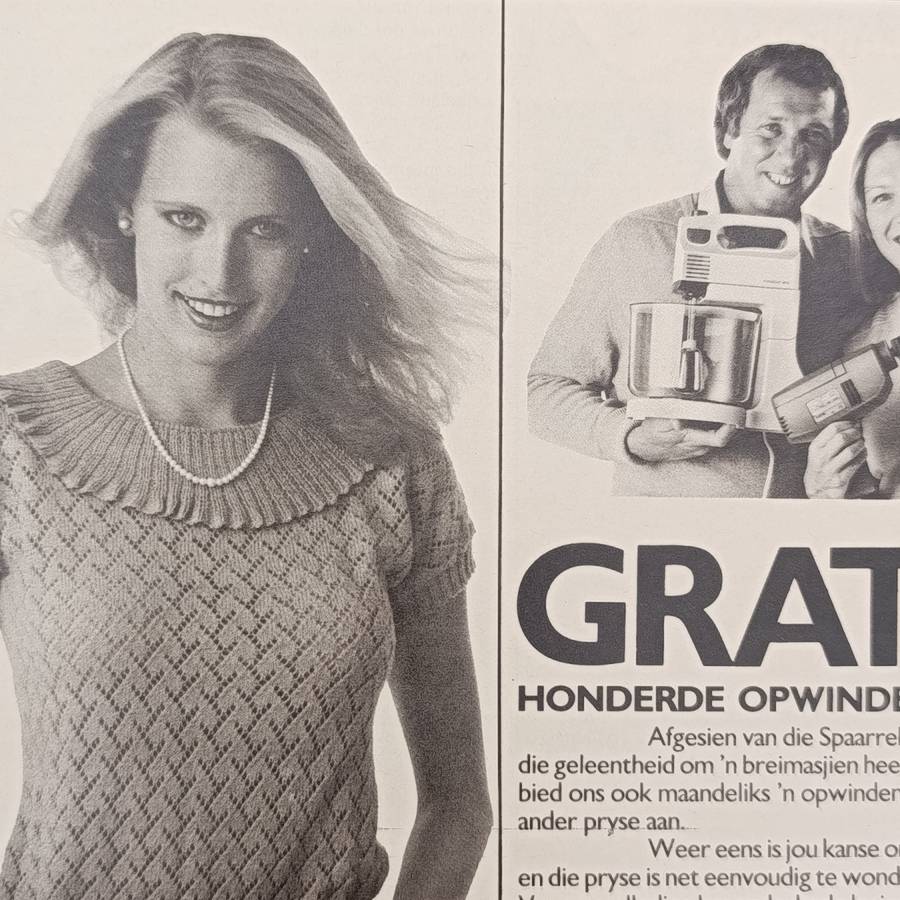 GRAT
HONDERDE OPWINDE
Afgesien van die Spaarrel
die geleentheid om 'n breimasjien hee
bied ons ook maandeliks 'n opwinden
ander pryse aan.
Weer eens is jou kanse o
en die pryse is net eenvoudig te wond